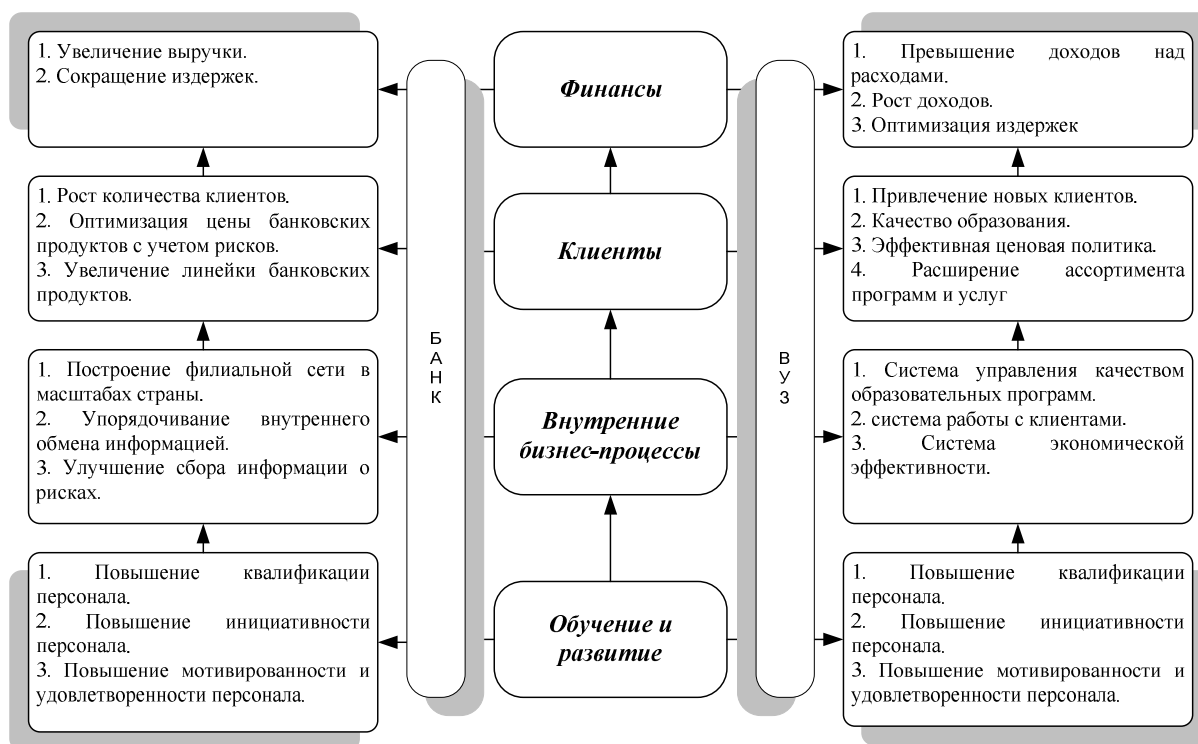 1. Увеличение выручки.
2. Сокращение издержек.
1. Рост количества клиентов.
2. Оптимизация цены банковских
продуктов с учетом рисков.
3. Увеличение линейки банковских
продуктов.
1. Построение филиальной сети в
масштабах страны.
2. Упорядочивание внутреннего
обмена информацией.
3. Улучшение сбора информации о
рисках.
1. Повышение квалификации
персонала.
2. Повышение инициативности
персонала.
3. Повышение мотивированности и
удовлетворенности персонала.
БАНК
Финансы
Клиенты
Внутренние
бизнес-процессы
Обучение и
развитие
ВУЗ
1. Превышение доходов над
расходами.
2. Рост доходов.
3. Оптимизация издержек
1. Привлечение новых клиентов.
2. Качество образования.
3. Эффективная ценовая политика.
4. Расширение ассортимента
программ и услуг
1. Система управления качеством
образовательных программ.
2. система работы с клиентами.
3. Система экономической
эффективности.
1. Повышение квалификации
персонала.
2. Повышение инициативности
персонала.
3. Повышение мотивированности и
удовлетворенности персонала.